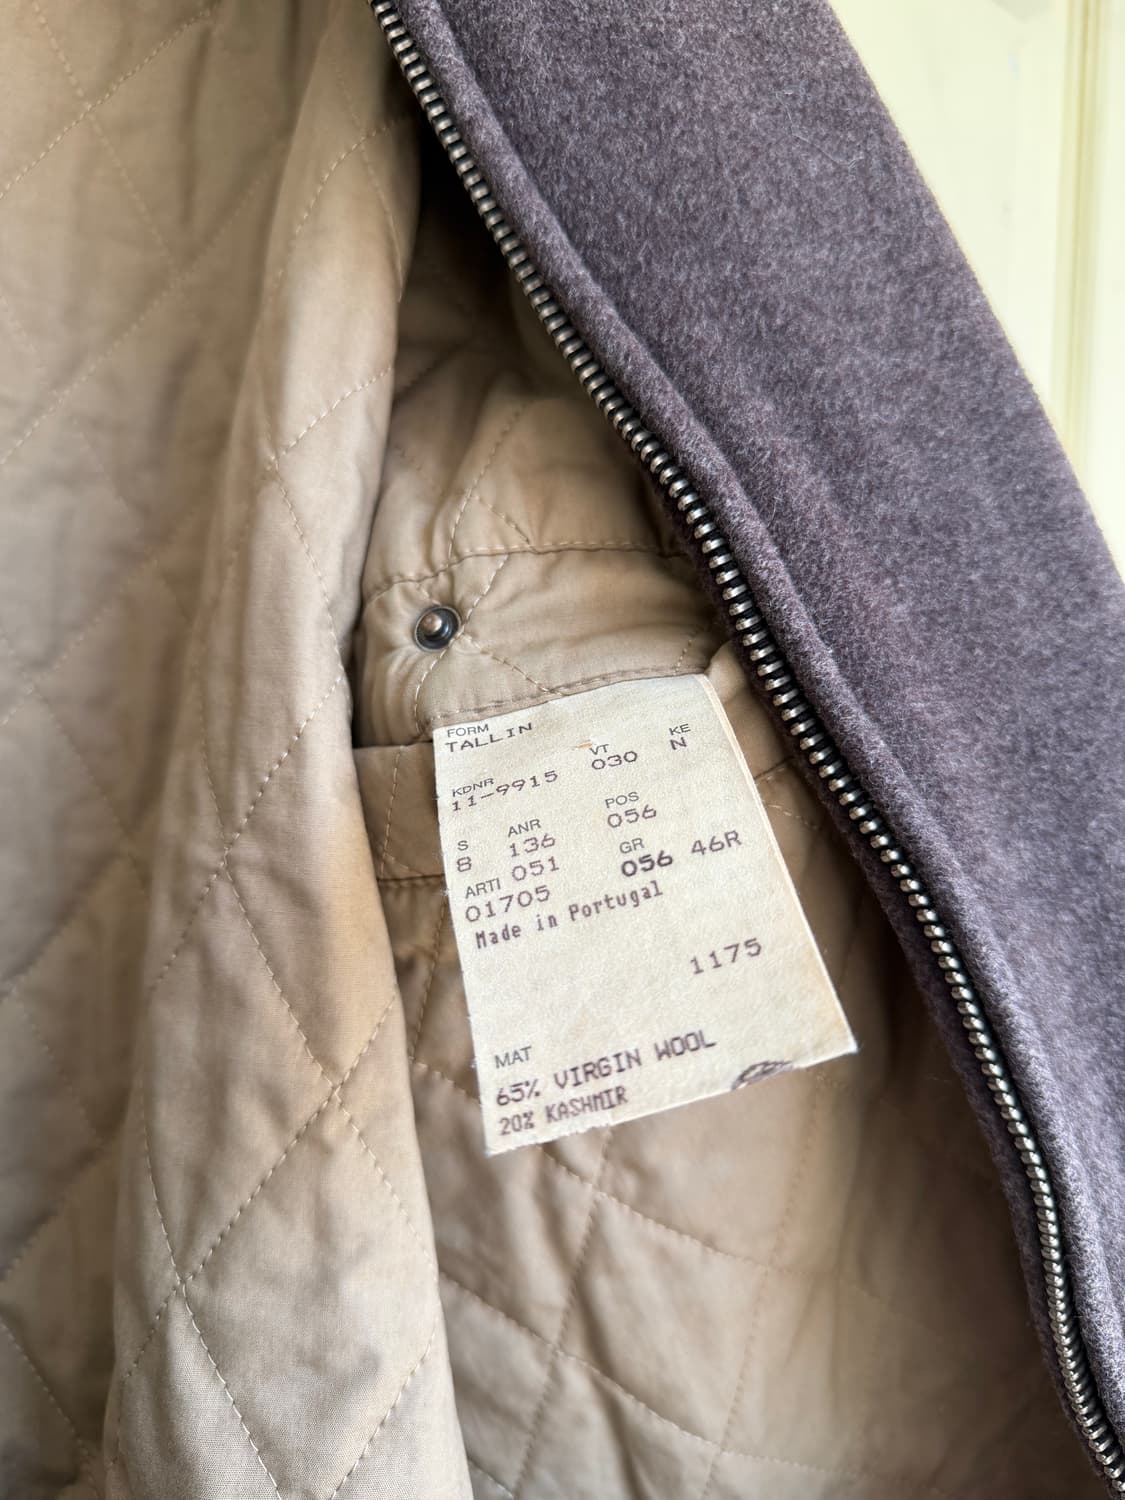 FORM
TALLIN
KDNR VT KE
11-9915 030 N
S ANR POS
8 136 056
ARTI 051 GR
01705 056 46R
Made in Portugal
1175
MAT
65% VIRGIN WOOL
20% KASHMIR